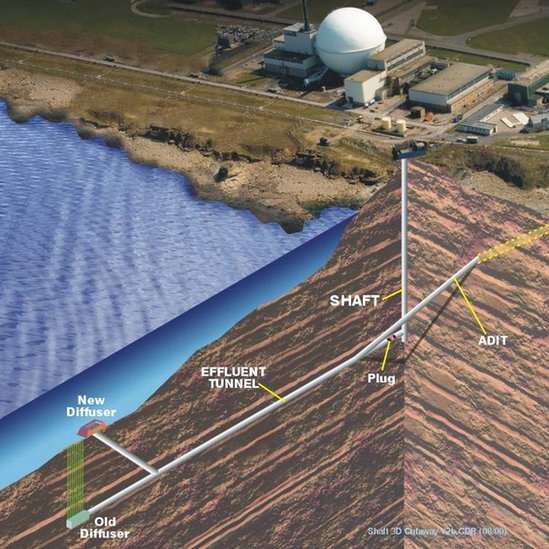 SHAFT
ADIT
Plug
EFFLUENT
TUNNEL
New
Diffuser
Old
Diffuser
Shaft 3D Cutaway v2b.CDR (08/00)